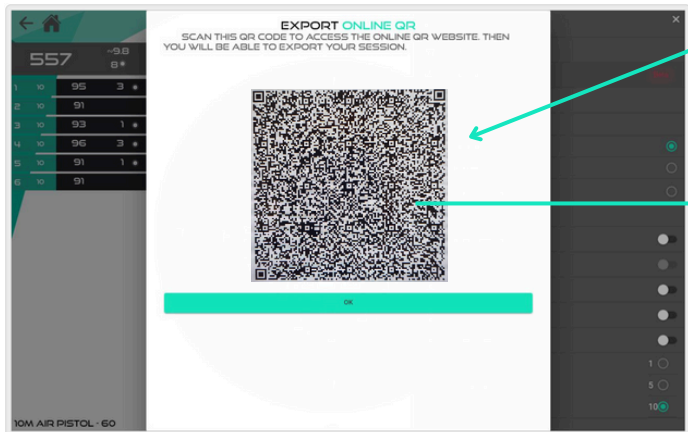 EXPORT ONLINE QR
SCAN THIS QR CODE TO ACCESS THE ONLINE QR WEBSITE. THEN
YOU WILL BE ABLE TO EXPORT YOUR SESSION.
557 ~9.8
8*
1 10 95 3 *
2 10 91
3 10 93 1 *
4 10 96 3 *
5 10 91 1 *
6 10 91
OK
1
5
10
10M AIR PISTOL - 60